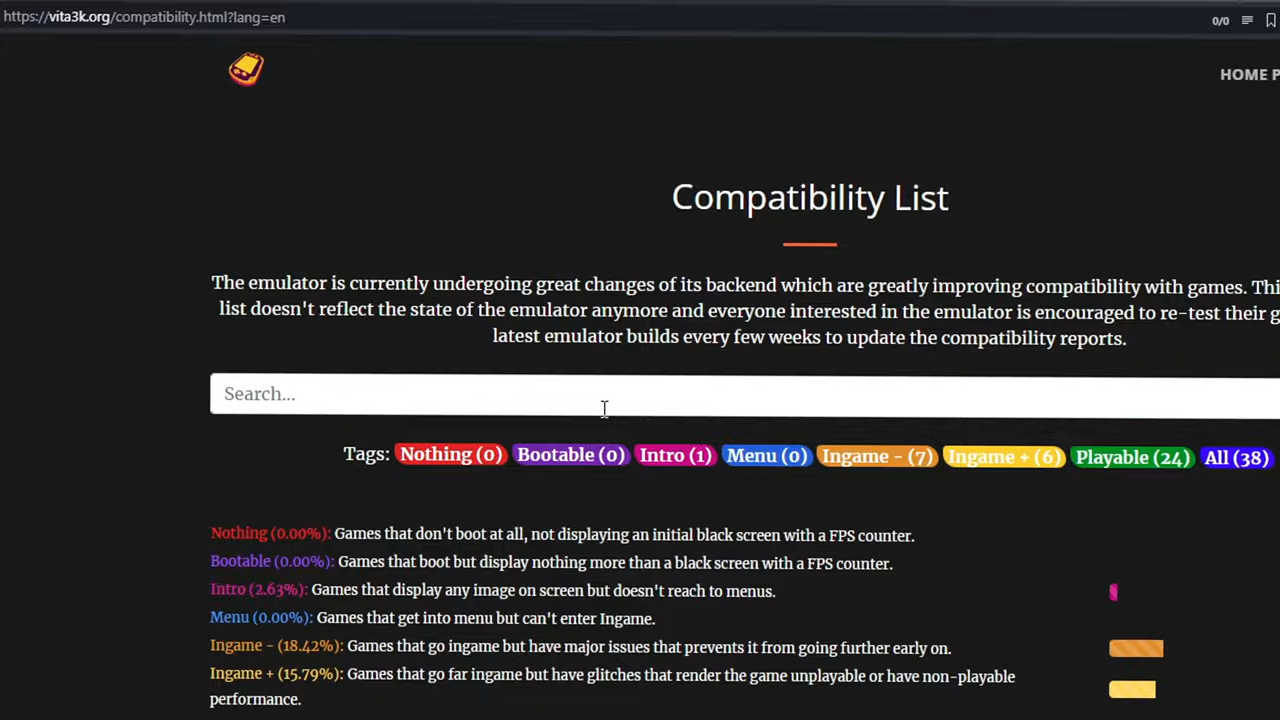 https://vita3k.org/compatibility.html?lang=en
0/0
HOME P
Compatibility List
The emulator is currently undergoing great changes of its backend which are greatly improving compatibility with games. Thi
list doesn't reflect the state of the emulator anymore and everyone interested in the emulator is encouraged to re-test their g
latest emulator builds every few weeks to update the compatibility reports.
Search...
Tags: Nothing (0) Bootable (0) Intro (1) Menu (0) Ingame - (7) Ingame + (6) Playable (24) All (38)
Nothing (0.00%): Games that don't boot at all, not displaying an initial black screen with a FPS counter.
Bootable (0.00%): Games that boot but display nothing more than a black screen with a FPS counter.
Intro (2.63%): Games that display any image on screen but doesn't reach to menus.
Menu (0.00%): Games that get into menu but can't enter Ingame.
Ingame - (18.42%): Games that go ingame but have major issues that prevents it from going further early on.
Ingame + (15.79%): Games that go far ingame but have glitches that render the game unplayable or have non-playable
performance.